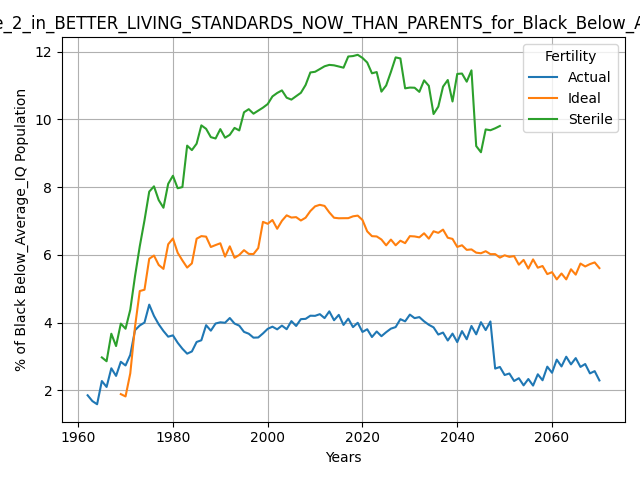 e_2_in_BETTER_LIVING_STANDARDS_NOW_THAN_PARENTS_for_Black_Below_A
Fertility
Actual
Ideal
Sterile
% of Black Below_Average_IQ Population
12
10
8
6
4
2
1960
1980
2000
2020
2040
2060
Years